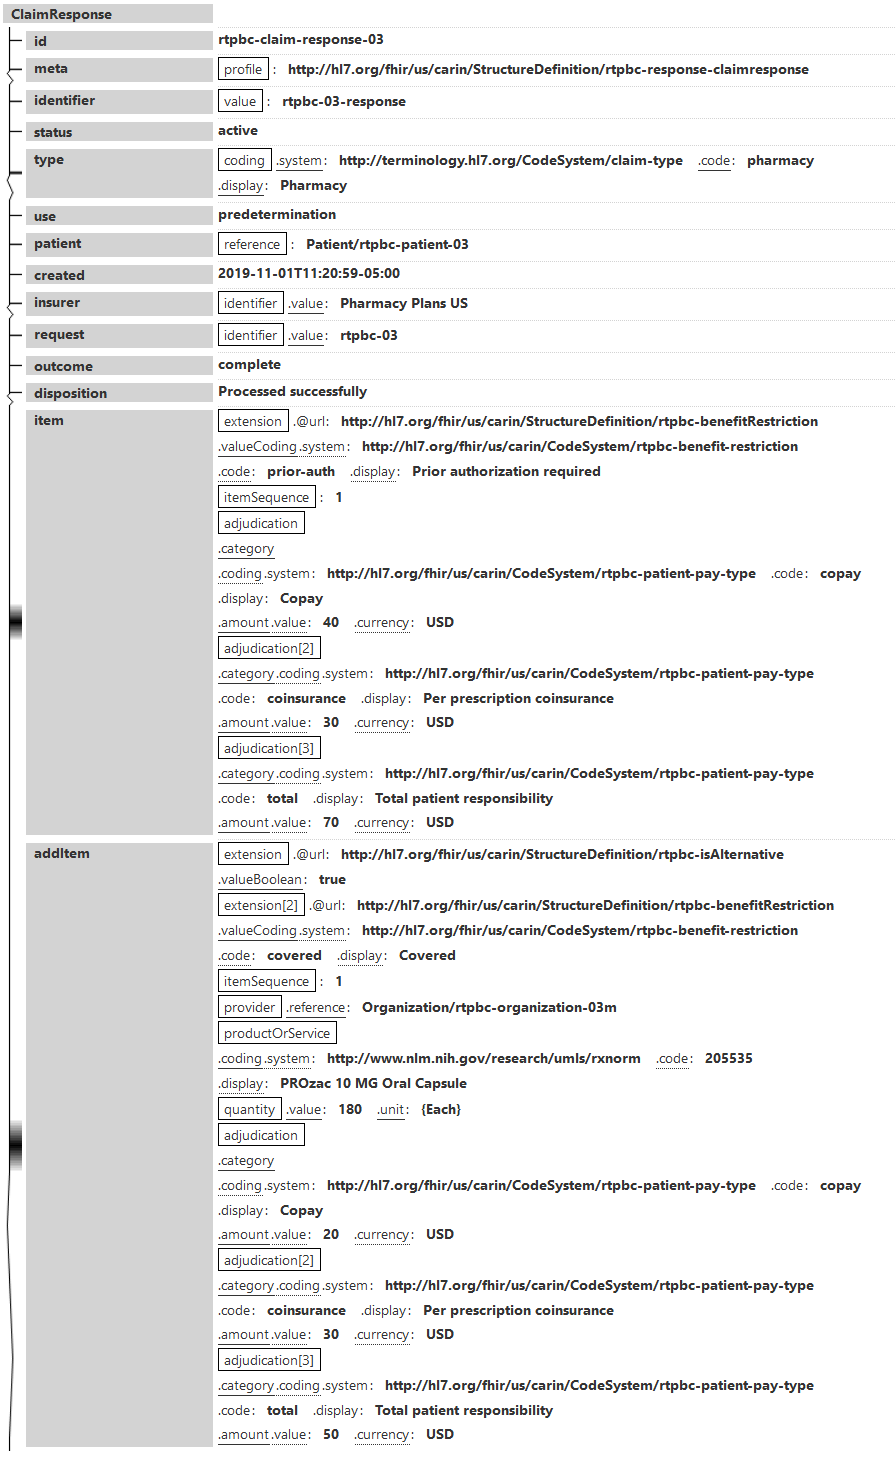 ClaimResponse
id rtpbc-claim-response-03
meta profile : http://hl7.org/fhir/us/carin/StructureDefinition/rtpbc-response-claimresponse
identifier value : rtpbc-03-response
status active
type coding .system: http://terminology.hl7.org/CodeSystem/claim-type .code: pharmacy
.display: Pharmacy
use predetermination
patient reference : Patient/rtpbc-patient-03
created 2019-11-01T11:20:59-05:00
insurer identifier .value: Pharmacy Plans US
request identifier .value: rtpbc-03
outcome complete
disposition Processed successfully
item extension .@url: http://hl7.org/fhir/us/carin/StructureDefinition/rtpbc-benefitRestriction
.valueCoding.system: http://hl7.org/fhir/us/carin/CodeSystem/rtpbc-benefit-restriction
.code: prior-auth .display: Prior authorization required
itemSequence : 1
adjudication
.category
.coding.system: http://hl7.org/fhir/us/carin/CodeSystem/rtpbc-patient-pay-type .code: copay
.display: Copay
.amount.value: 40 .currency: USD
adjudication[2]
.category.coding.system: http://hl7.org/fhir/us/carin/CodeSystem/rtpbc-patient-pay-type
.code: coinsurance .display: Per prescription coinsurance
.amount.value: 30 .currency: USD
adjudication[3]
.category.coding.system: http://hl7.org/fhir/us/carin/CodeSystem/rtpbc-patient-pay-type
.code: total .display: Total patient responsibility
.amount.value: 70 .currency: USD
addItem extension .@url: http://hl7.org/fhir/us/carin/StructureDefinition/rtpbc-isAlternative
.valueBoolean: true
extension[2] .@url: http://hl7.org/fhir/us/carin/StructureDefinition/rtpbc-benefitRestriction
.valueCoding.system: http://hl7.org/fhir/us/carin/CodeSystem/rtpbc-benefit-restriction
.code: covered .display: Covered
itemSequence : 1
provider .reference: Organization/rtpbc-organization-03m
productOrService
.coding.system: http://www.nlm.nih.gov/research/umls/rxnorm .code: 205535
.display: PROzac 10 MG Oral Capsule
quantity .value: 180 .unit: {Each}
adjudication
.category
.coding.system: http://hl7.org/fhir/us/carin/CodeSystem/rtpbc-patient-pay-type .code: copay
.display: Copay
.amount.value: 20 .currency: USD
adjudication[2]
.category.coding.system: http://hl7.org/fhir/us/carin/CodeSystem/rtpbc-patient-pay-type
.code: coinsurance .display: Per prescription coinsurance
.amount.value: 30 .currency: USD
adjudication[3]
.category.coding.system: http://hl7.org/fhir/us/carin/CodeSystem/rtpbc-patient-pay-type
.code: total .display: Total patient responsibility
.amount.value: 50 .currency: USD